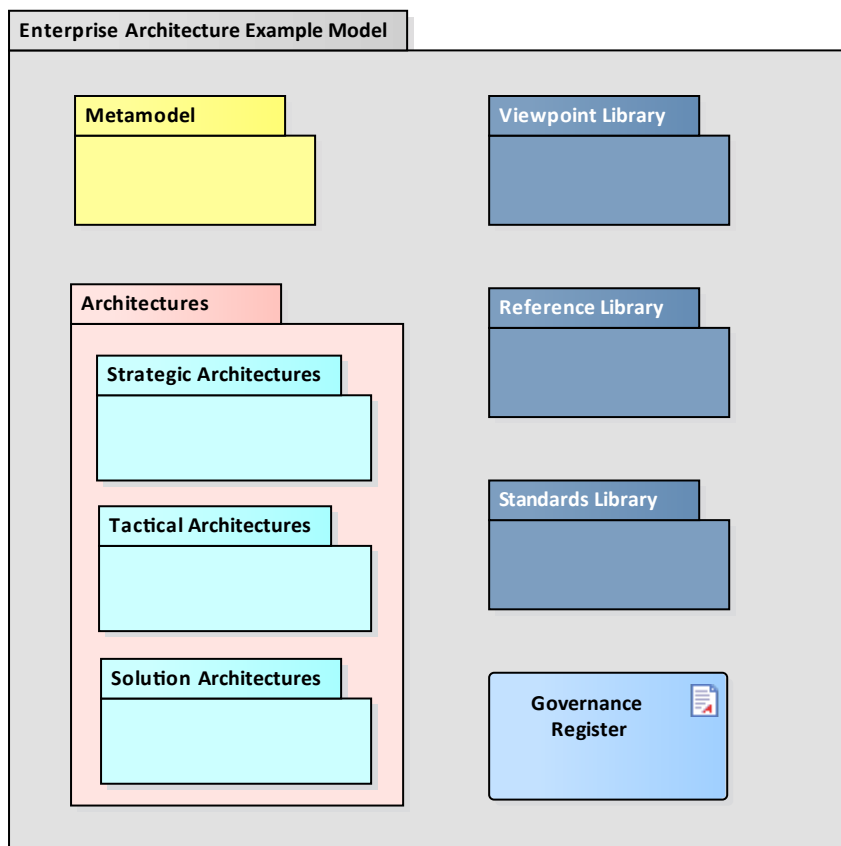 Enterprise Architecture Example Model
Metamodel
Architectures
Strategic Architectures
Tactical Architectures
Solution Architectures
Viewpoint Library
Reference Library
Standards Library
Governance
Register